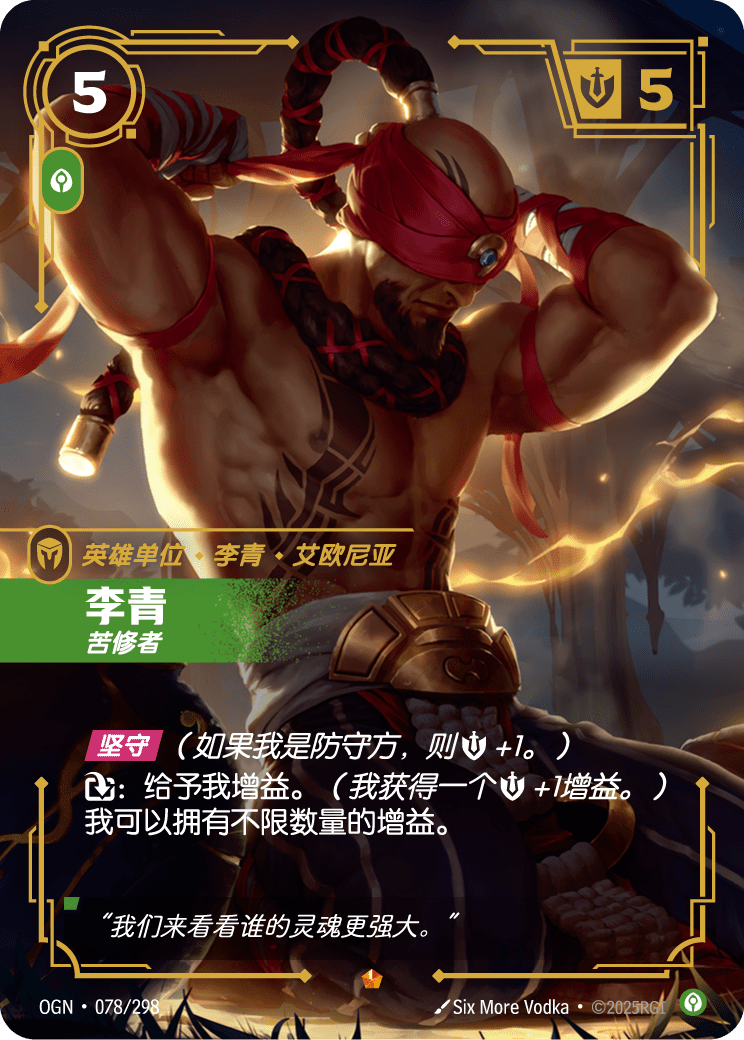 5
5
英雄单位 • 李青 • 艾欧尼亚
李青
苦修者
坚守（如果我是防守方，则 +1。）
：给予我增益。（我获得一个 +1增益。）
我可以拥有不限数量的增益。
“我们来看看谁的灵魂更强大。”
OGN • 078/298
Six More Vodka • ©2025RGI